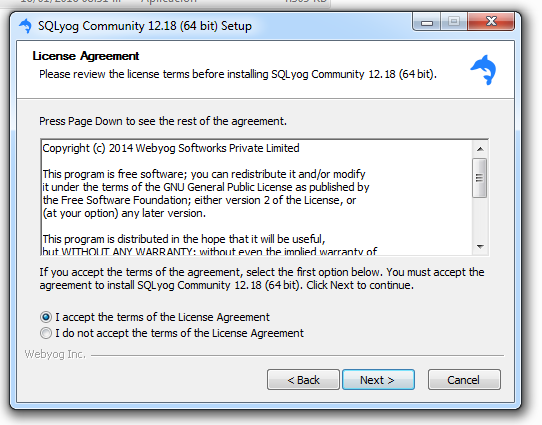 Aplicación
SQLyog Community 12.18 (64 bit) Setup
License Agreement
Please review the license terms before installing SQLyog Community 12.18 (64 bit).
Press Page Down to see the rest of the agreement.
Copyright (c) 2014 Webyog Softworks Private Limited
This program is free software; you can redistribute it and/or modify
it under the terms of the GNU General Public License as published by
the Free Software Foundation; either version 2 of the License, or
(at your option) any later version.
This program is distributed in the hope that it will be useful,
but WITHOUT ANY WARRANTY; without even the implied warranty of
If you accept the terms of the agreement, select the first option below. You must accept the
agreement to install SQLyog Community 12.18 (64 bit). Click Next to continue.
I accept the terms of the License Agreement
I do not accept the terms of the License Agreement
Webyog Inc.
< Back Next > Cancel